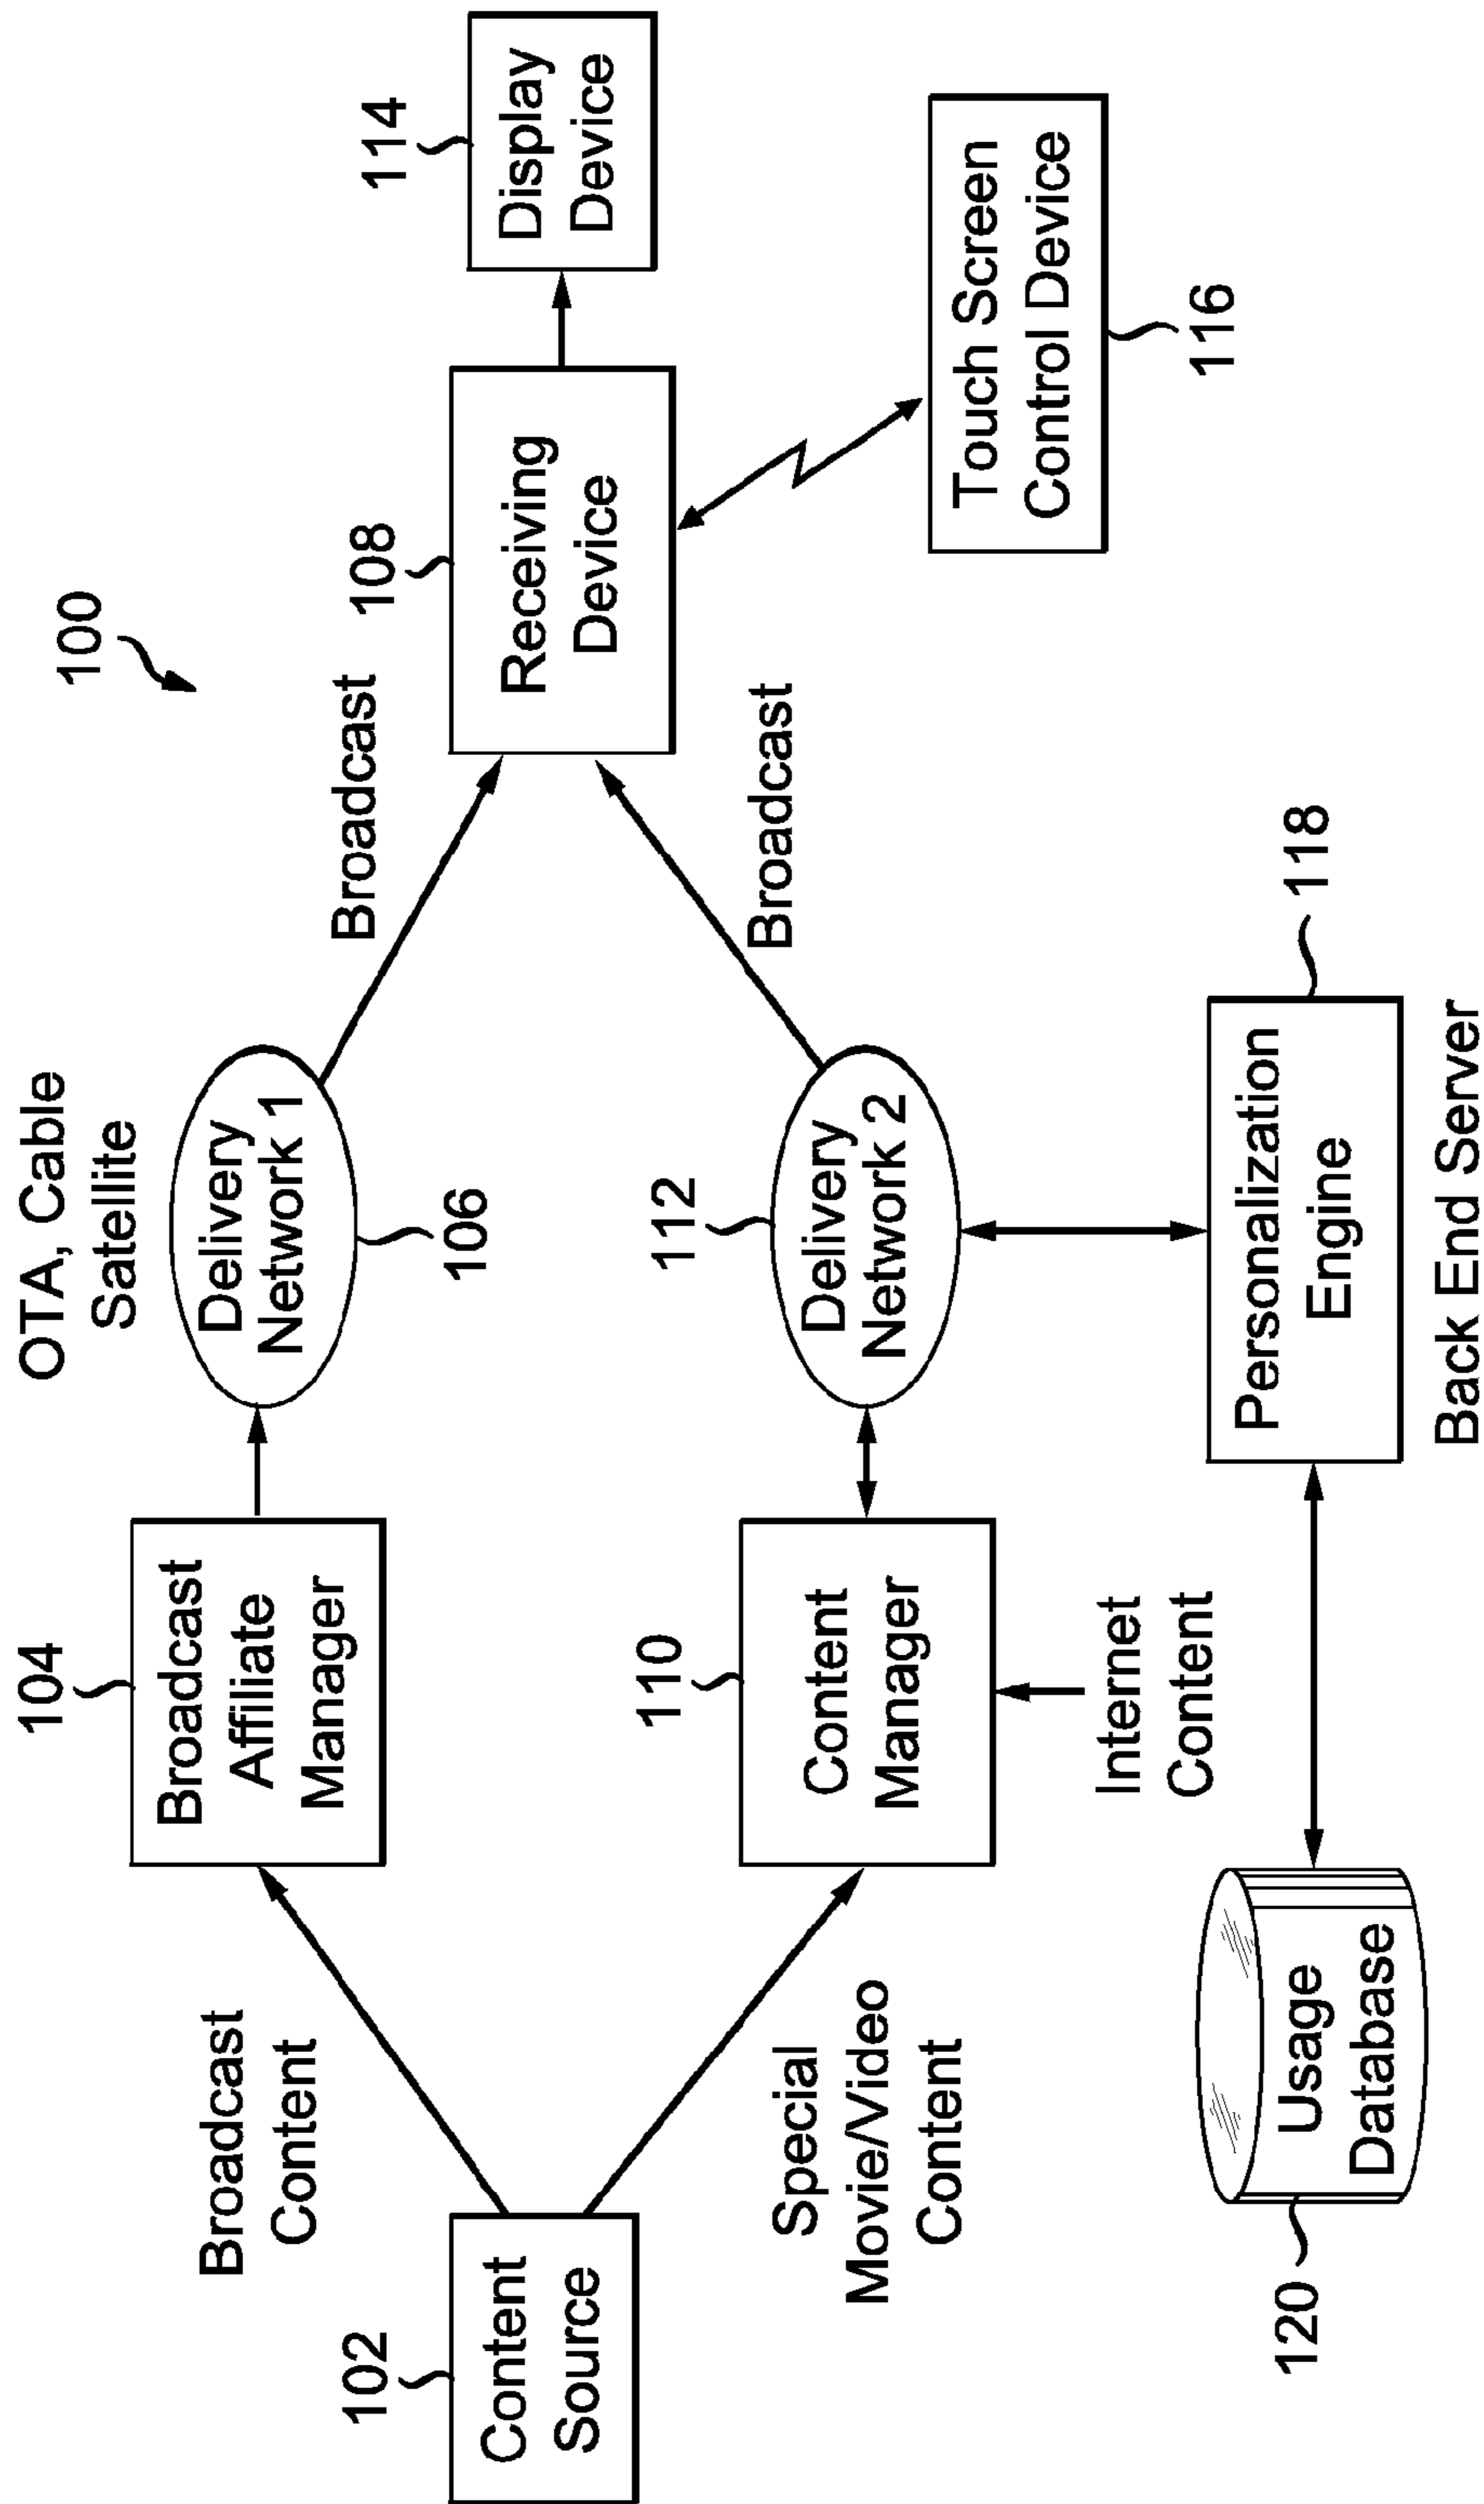 100
OTA, Cable
Satellite
104
Broadcast
Affiliate
Manager
Delivery
Network 1
106
Broadcast
Content
Broadcast
102
Content
Source
108
Receiving
Device
114
Display
Device
110
Content
Manager
112
Delivery
Network 2
Broadcast
Special
Movie/Video
Content
Internet
Content
Touch Screen
Control Device
116
120
Usage
Database
Personalization
Engine
118
Back End Server